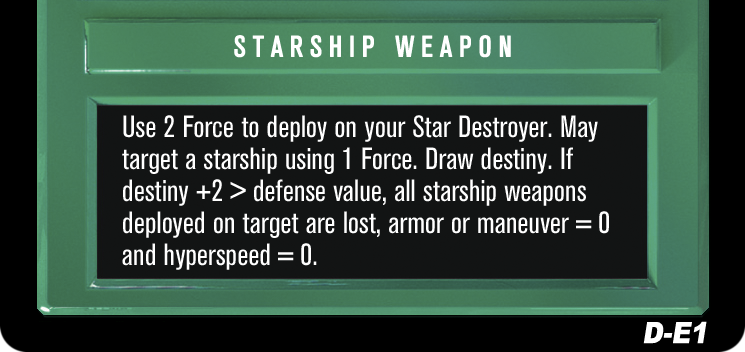 STARSHIP WEAPON
Use 2 Force to deploy on your Star Destroyer. May
target a starship using 1 Force. Draw destiny. If
destiny +2 > defense value, all starship weapons
deployed on target are lost, armor or maneuver = 0
and hyperspeed = 0.
D-E1